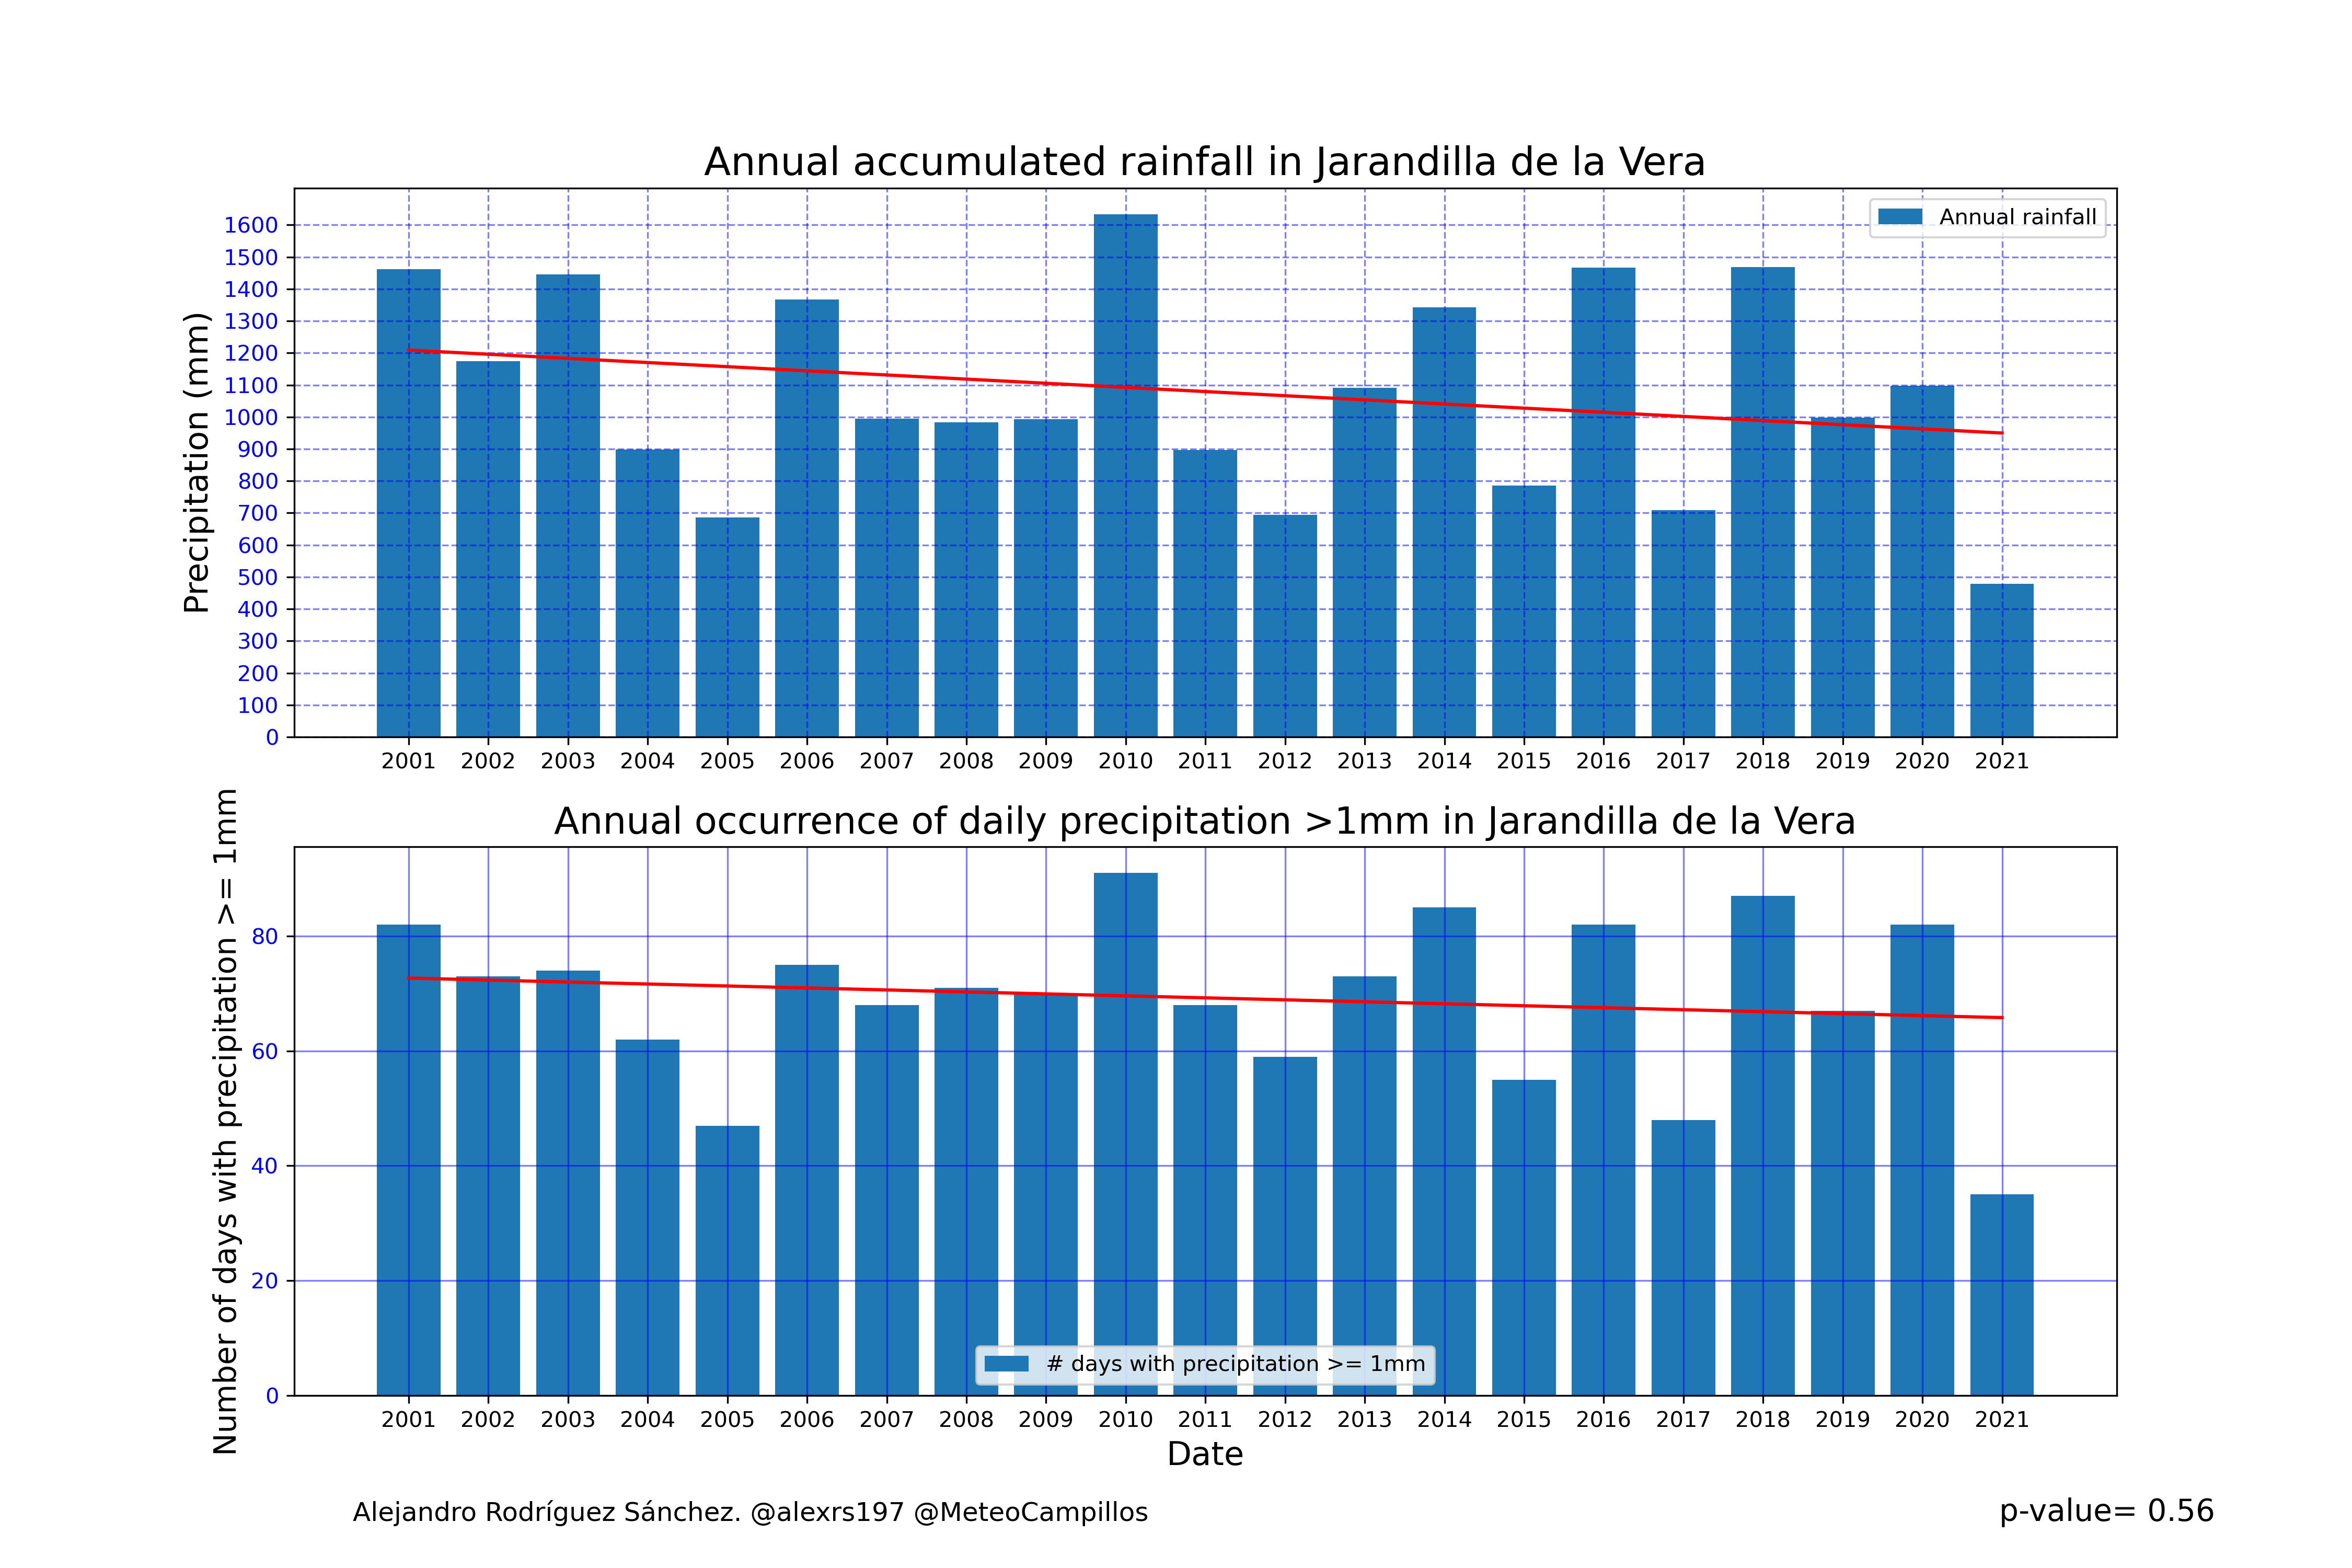 Annual accumulated rainfall in Jarandilla de la Vera
Precipitation (mm)
1600
1500
1400
1300
1200
1100
1000
900
800
700
600
500
400
300
200
100
0
Annual rainfall
2001 2002 2003 2004 2005 2006 2007 2008 2009 2010 2011 2012 2013 2014 2015 2016 2017 2018 2019 2020 2021
Annual occurrence of daily precipitation >1mm in Jarandilla de la Vera
Number of days with precipitation >= 1mm
80
60
40
20
0
# days with precipitation >= 1mm
2001 2002 2003 2004 2005 2006 2007 2008 2009 2010 2011 2012 2013 2014 2015 2016 2017 2018 2019 2020 2021
Date
Alejandro Rodríguez Sánchez. @alexrs197 @MeteoCampillos
p-value= 0.56